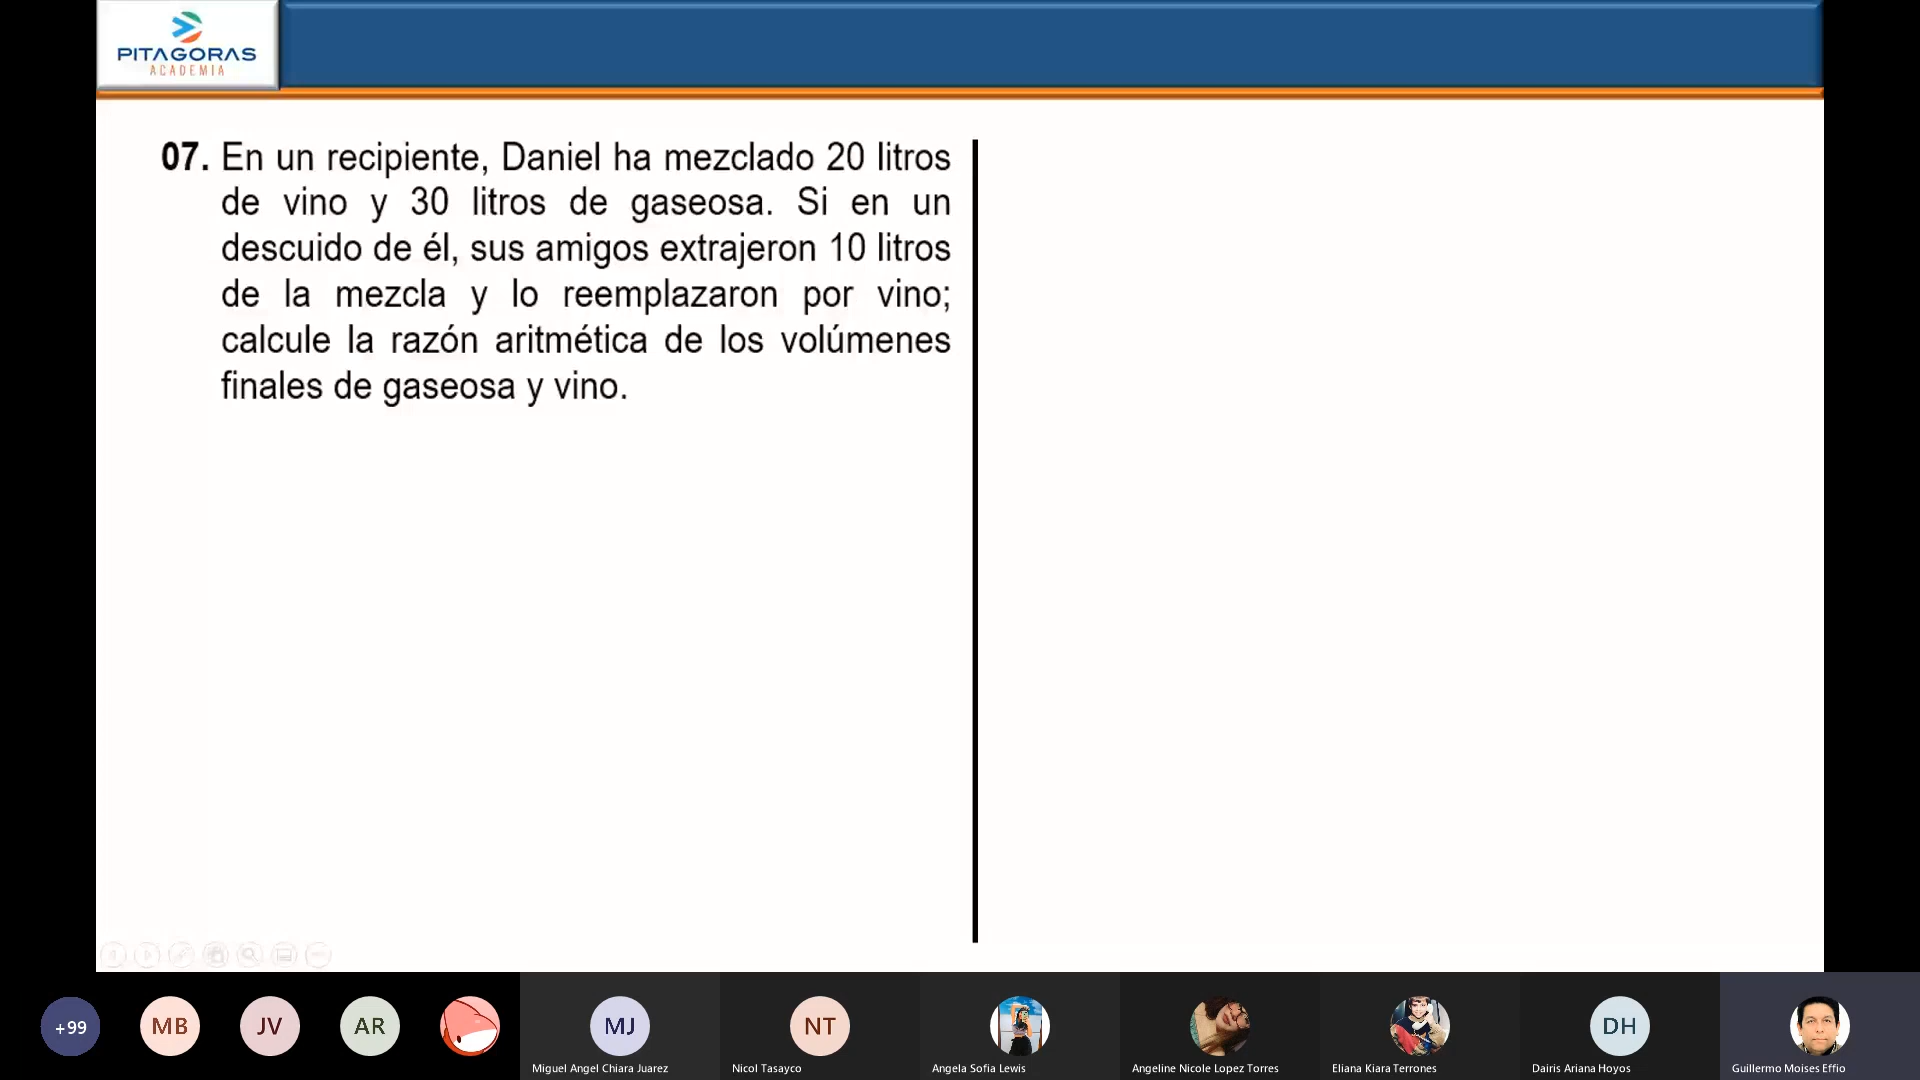 PITAGORAS
ACADEMIA
07. En un recipiente, Daniel ha mezclado 20 litros
de vino y 30 litros de gaseosa. Si en un
descuido de él, sus amigos extrajeron 10 litros
de la mezcla y lo reemplazaron por vino;
calcule la razón aritmética de los volúmenes
finales de gaseosa y vino.
+99
MB
JV
AR
MJ
NT
DH
Miguel Angel Chiara Juarez
Nicol Tasayco
Angela Sofia Lewis
Angeline Nicole Lopez Torres
Eliana Kiara Terrones
Dairis Ariana Hoyos
Guillermo Moises Effio